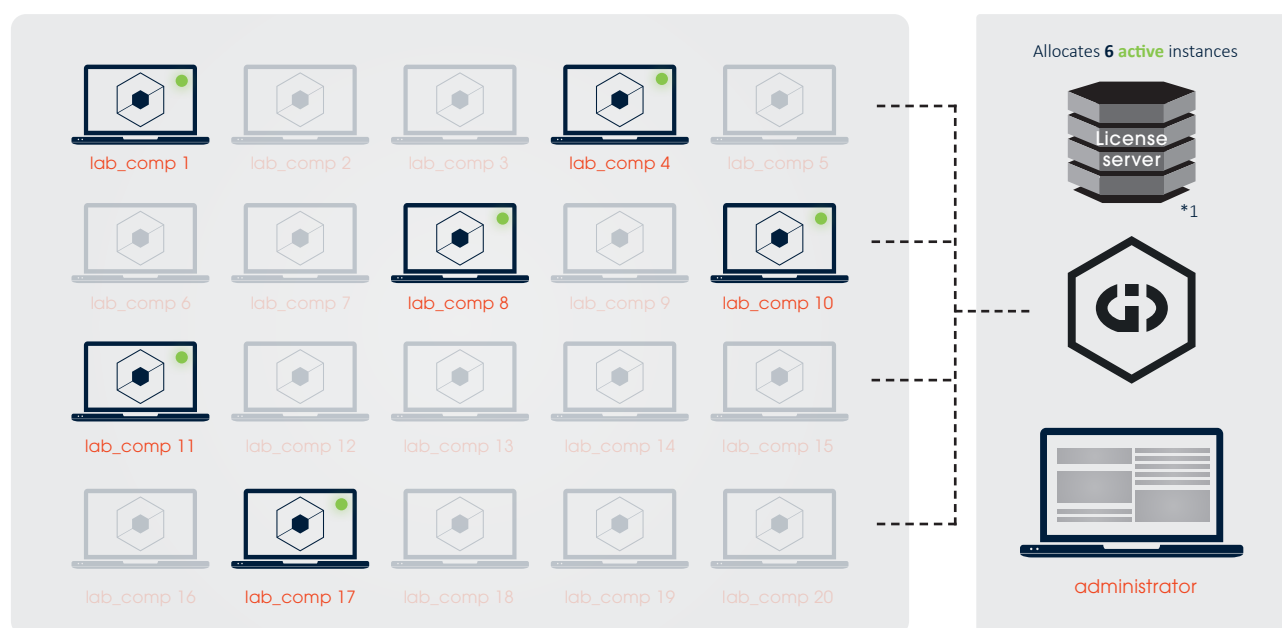 Allocates 6 active instances
License
server
*1
lab_comp 1
lab_comp 2
lab_comp 3
lab_comp 4
lab_comp 5
lab_comp 6
lab_comp 7
lab_comp 8
lab_comp 9
lab_comp 10
lab_comp 11
lab_comp 12
lab_comp 13
lab_comp 14
lab_comp 15
lab_comp 16
lab_comp 17
lab_comp 18
lab_comp 19
lab_comp 20
administrator